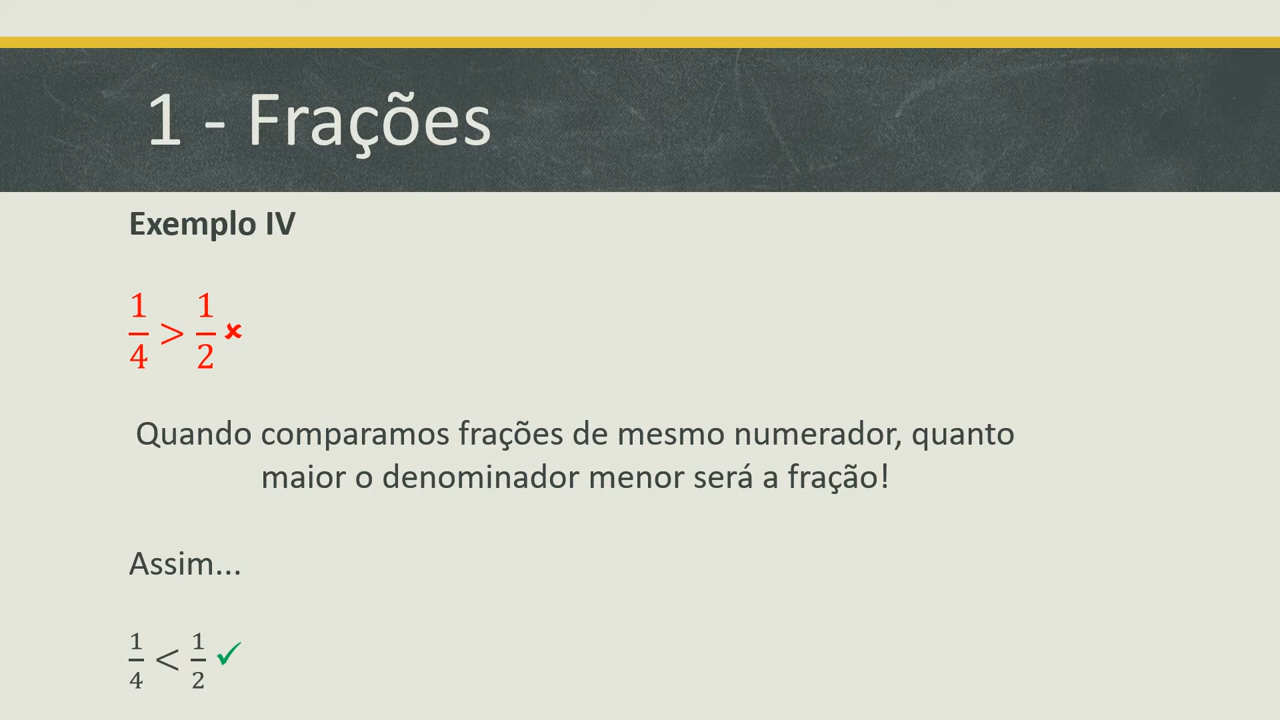 1 - Frações
Exemplo IV
1/4 > 1/2 ×
Quando comparamos frações de mesmo numerador, quanto
maior o denominador menor será a fração!
Assim...
1/4 < 1/2 ✓